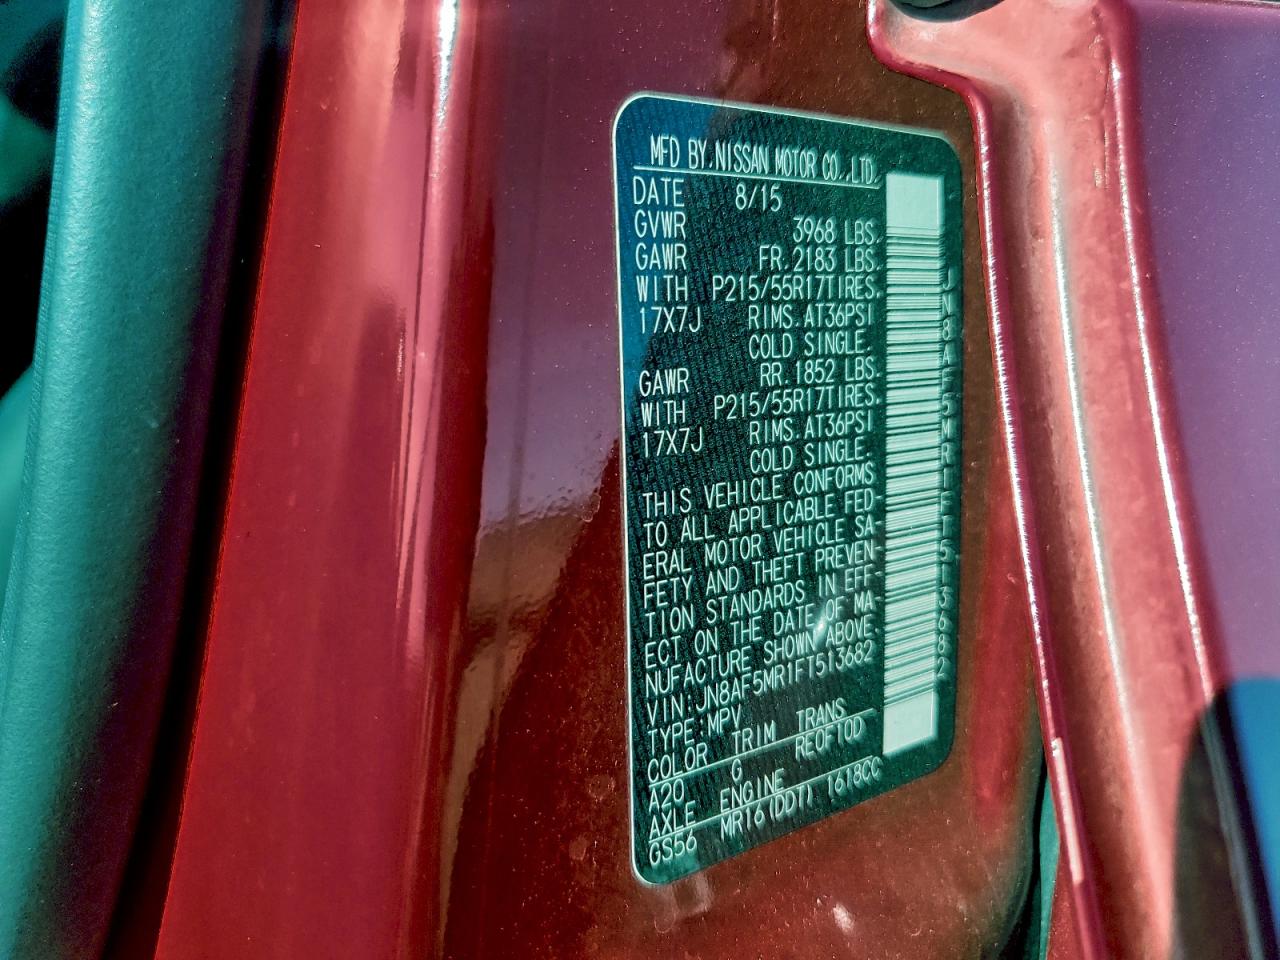 MFD BY.NISSAN MOTOR CO.,LTD.
DATE 8/15
GVWR 3968 LBS.
GAWR FR.2183 LBS.
WITH P215/55R17TIRES.
17X7J RIMS.AT36PSI
COLD SINGLE.
GAWR RR.1852 LBS.
WITH P215/55R17TIRES.
17X7J RIMS.AT36PSI
COLD SINGLE.
THIS VEHICLE CONFORMS
TO ALL APPLICABLE FED-
ERAL MOTOR VEHICLE SA-
FETY AND THEFT PREVEN-
TION STANDARDS IN EFF-
ECT ON THE DATE OF MA-
NUFACTURE SHOWN ABOVE.
VIN:JN8AF5MR1FT513682
TYPE:MPV
COLOR TRIM TRANS
A20 G RE0F10D
AXLE ENGINE
GS56 MR16(DDT) 1618CC
JN8AF5MR1FT513682